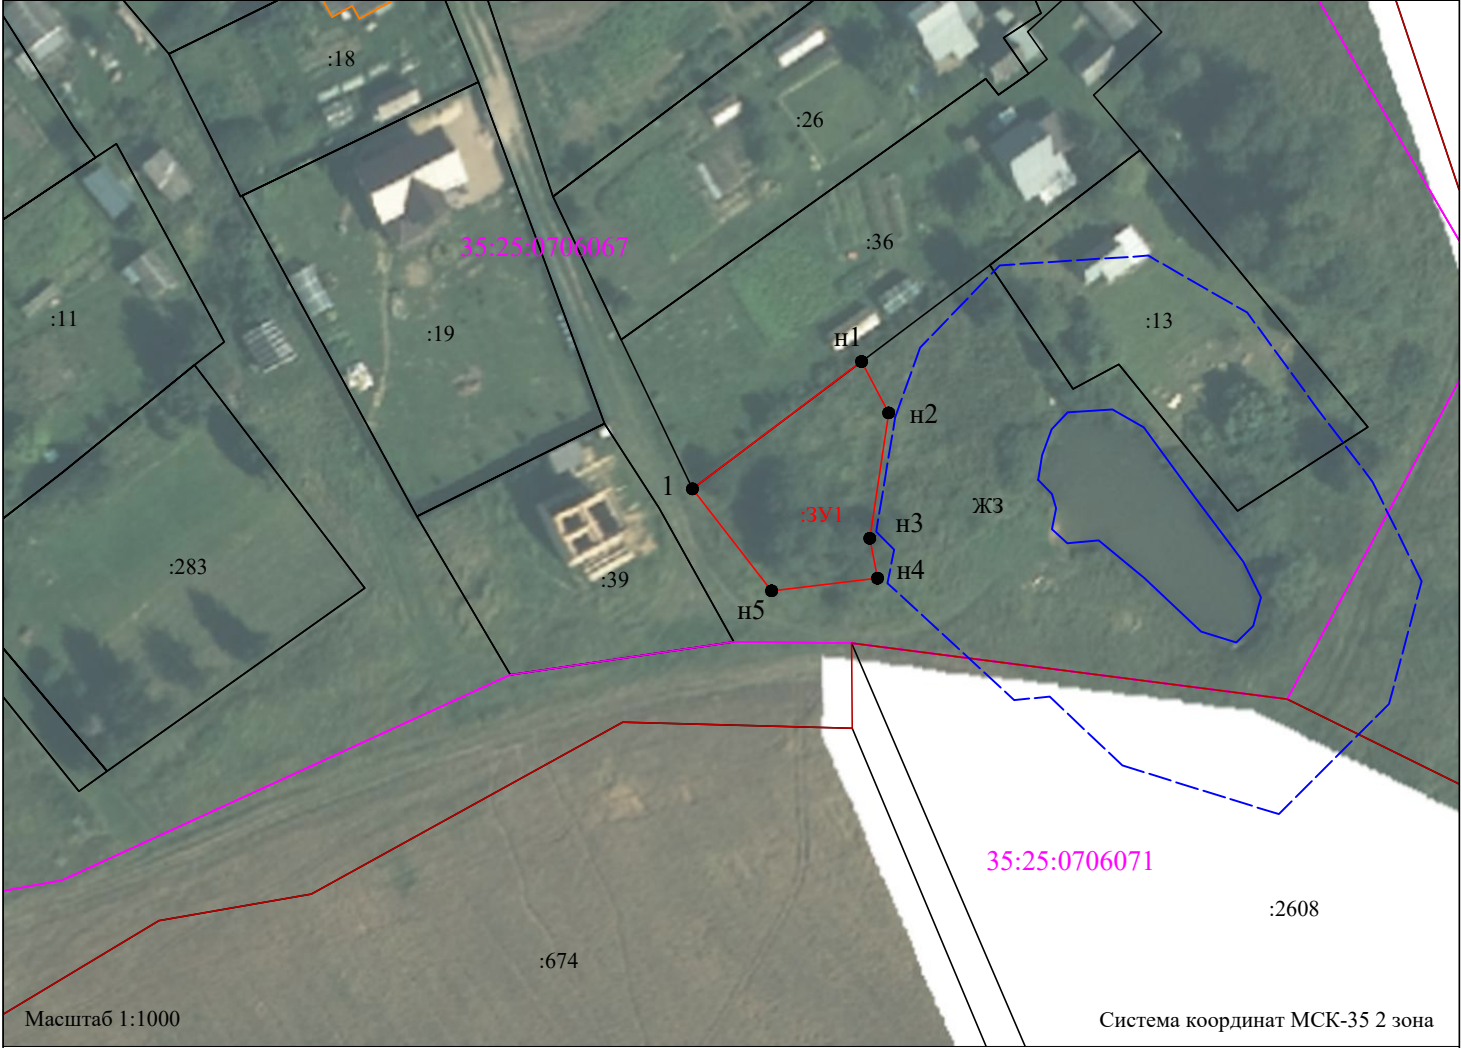 :18
:26
:36
35:25:0706067
:11
:19
:13
н1
н2
1
:ЗУ1
ЖЗ
н3
н4
:283
:39
н5
35:25:0706071
:2608
:674
Масштаб 1:1000
Система координат МСК-35 2 зона